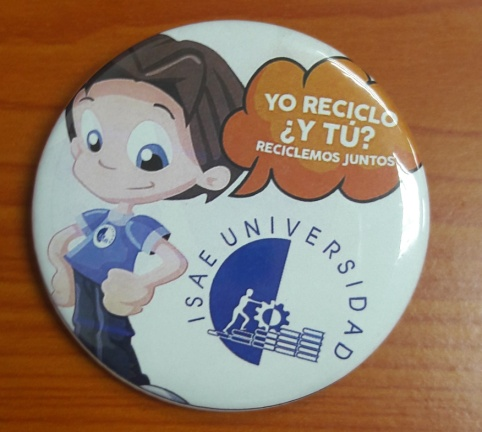 YO RECICLO
¿Y TÚ?
RECICLEMOS JUNTOS
ISAE UNIVERSIDAD